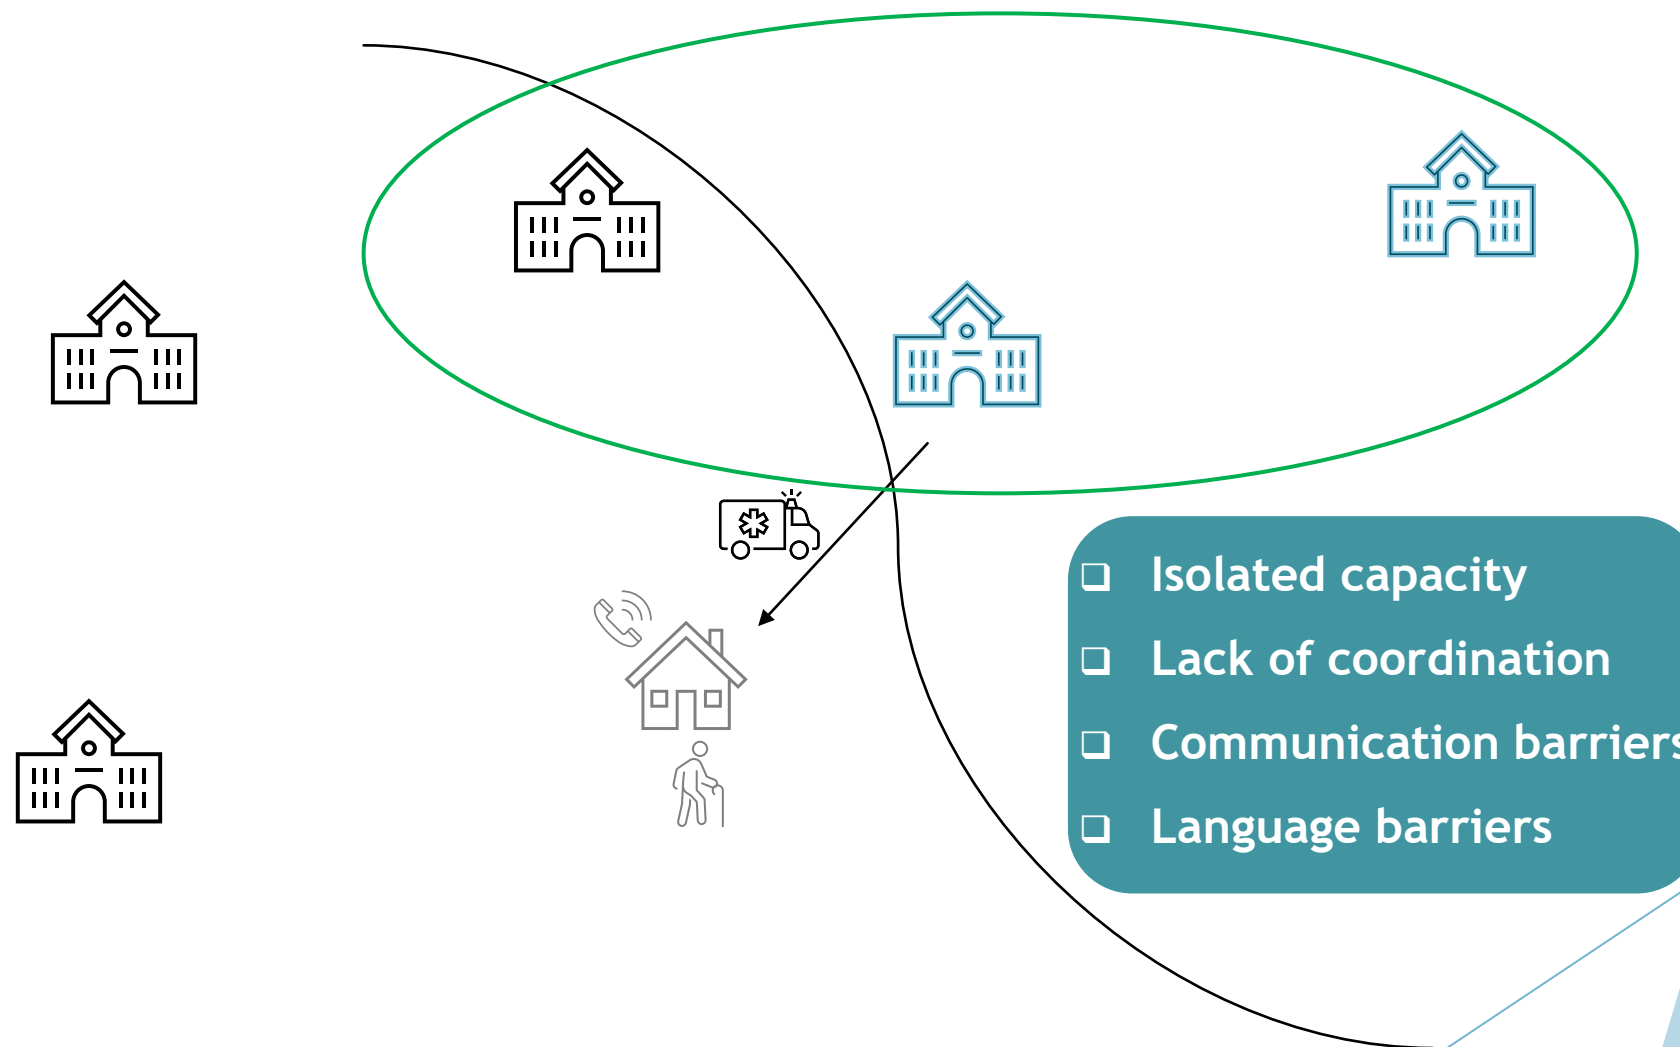 ❑ Isolated capacity
❑ Lack of coordination
❑ Communication barriers
❑ Language barriers